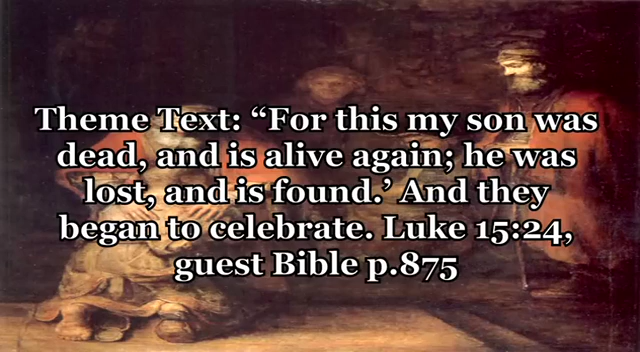 Theme Text: “For this my son was
dead, and is alive again; he was
lost, and is found.’ And they
began to celebrate. Luke 15:24,
guest Bible p.875